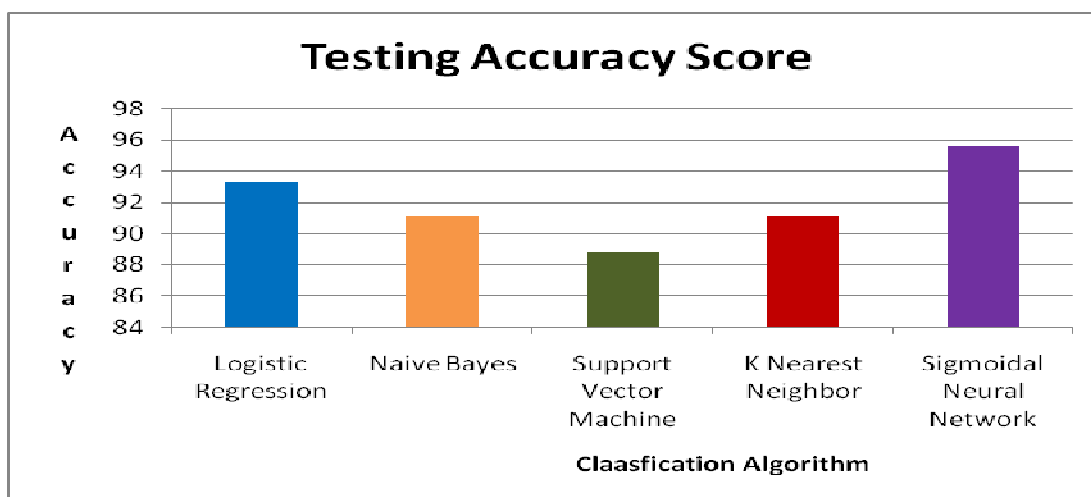 Testing Accuracy Score
Accuracy
98
96
94
92
90
88
86
84
Logistic
Regression
Naive Bayes
Support
Vector
Machine
K Nearest
Neighbor
Sigmoidal
Neural
Network
Claasfication Algorithm